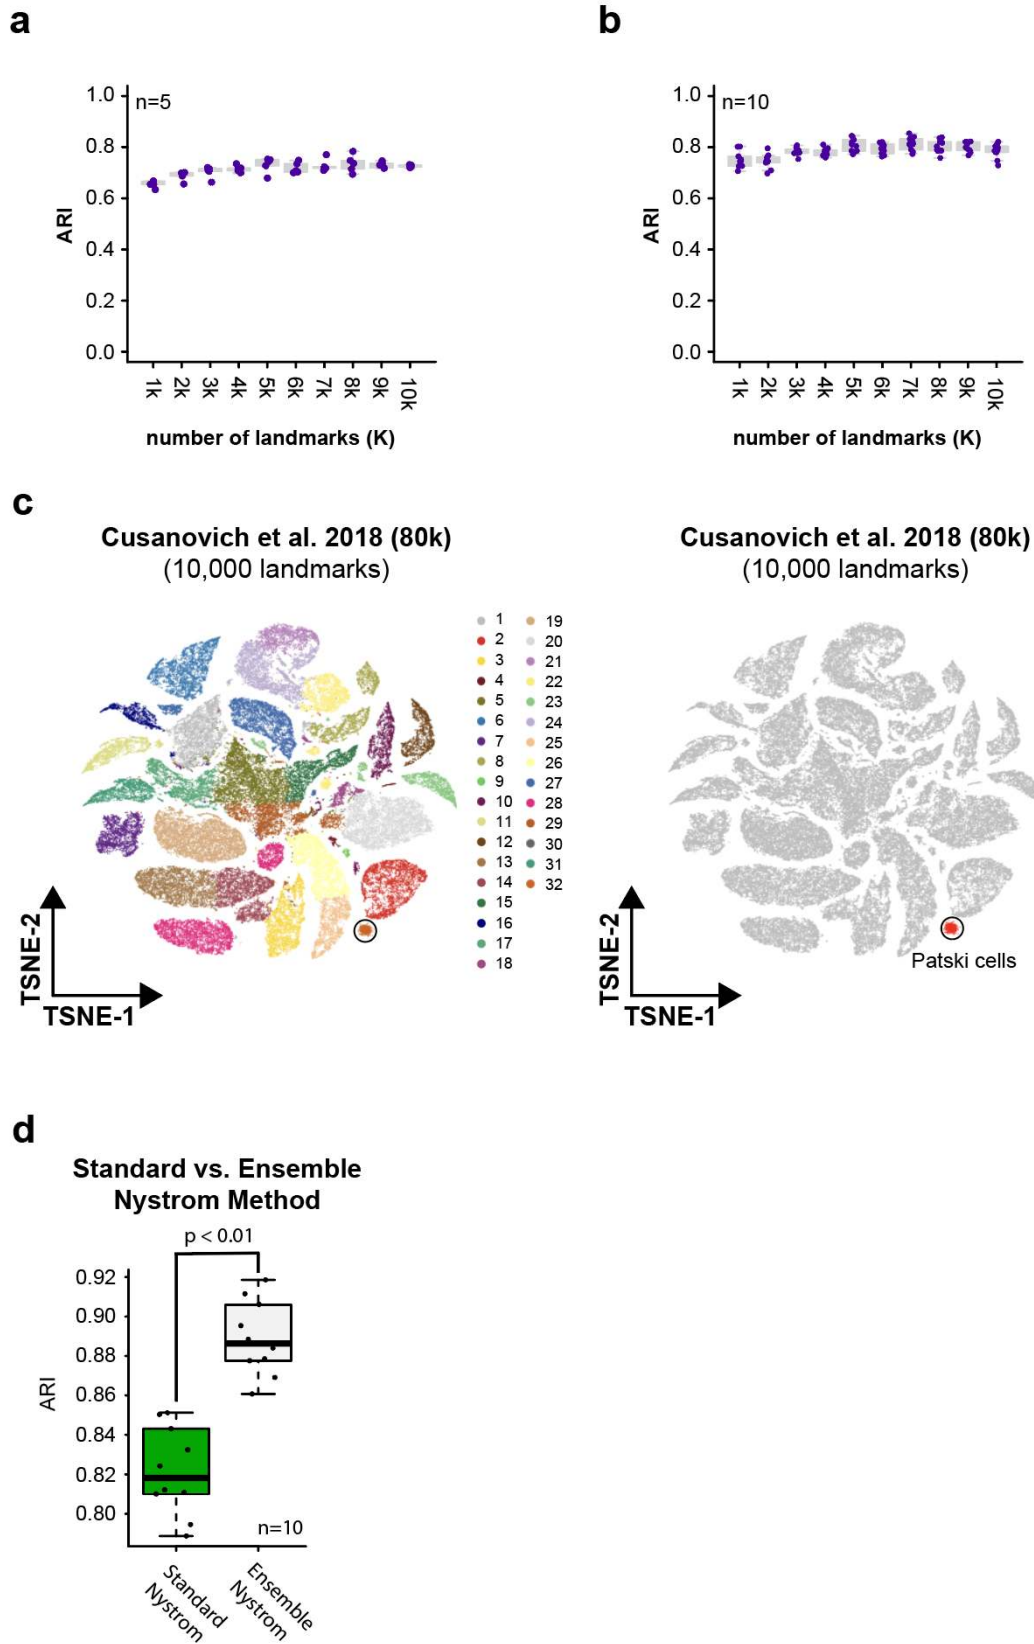 a
1.0
0.8
0.6
0.4
0.2
0.0
ARI
n=5
1k
2k
3k
4k
5k
6k
7k
8k
9k
10k
number of landmarks (K)
b
1.0
0.8
0.6
0.4
0.2
0.0
ARI
n=10
1k
2k
3k
4k
5k
6k
7k
8k
9k
10k
number of landmarks (K)
c
Cusanovich et al. 2018 (80k)
(10,000 landmarks)
1
2
3
4
5
6
7
8
9
10
11
12
13
14
15
16
17
18
19
20
21
22
23
24
25
26
27
28
29
30
31
32
TSNE-2
TSNE-1
Cusanovich et al. 2018 (80k)
(10,000 landmarks)
Patski cells
TSNE-2
TSNE-1
d
Standard vs. Ensemble
Nystrom Method
p < 0.01
0.92
0.90
0.88
0.86
0.84
0.82
0.80
ARI
n=10
Standard
Nystrom
Ensemble
Nystrom